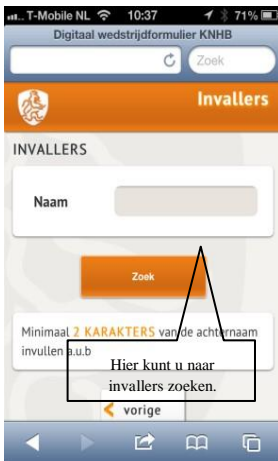 T-Mobile NL 10:37 71%
Digitaal wedstrijdformulier KNHB
Zoek
Invallers
INVALLERS
Naam
Zoek
Minimaal 2 KARAKTERS van de achternaam
invullen a.u.b
Hier kunt u naar
invallers zoeken.
vorige